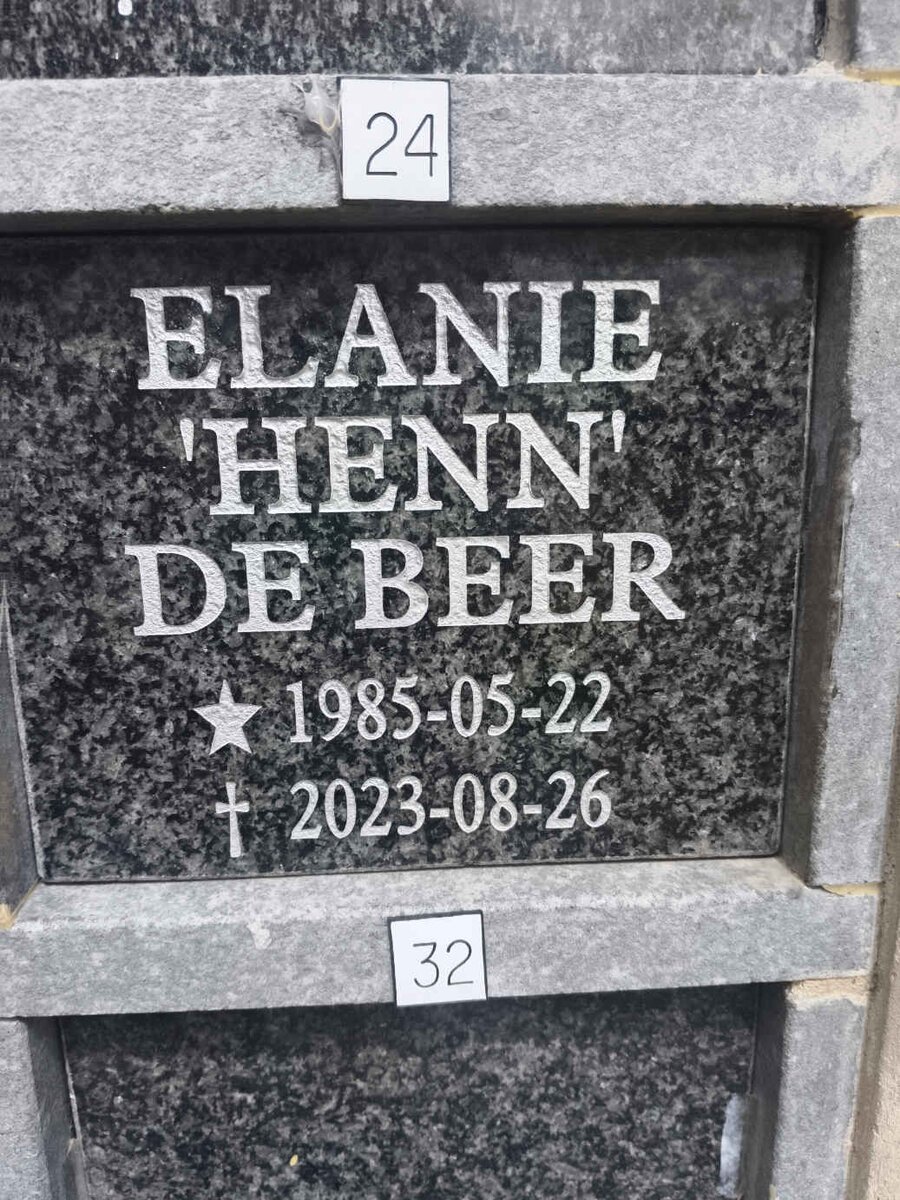 24
ELANIE
'HENN'
DE BEER
★ 1985-05-22
✝ 2023-08-26
32